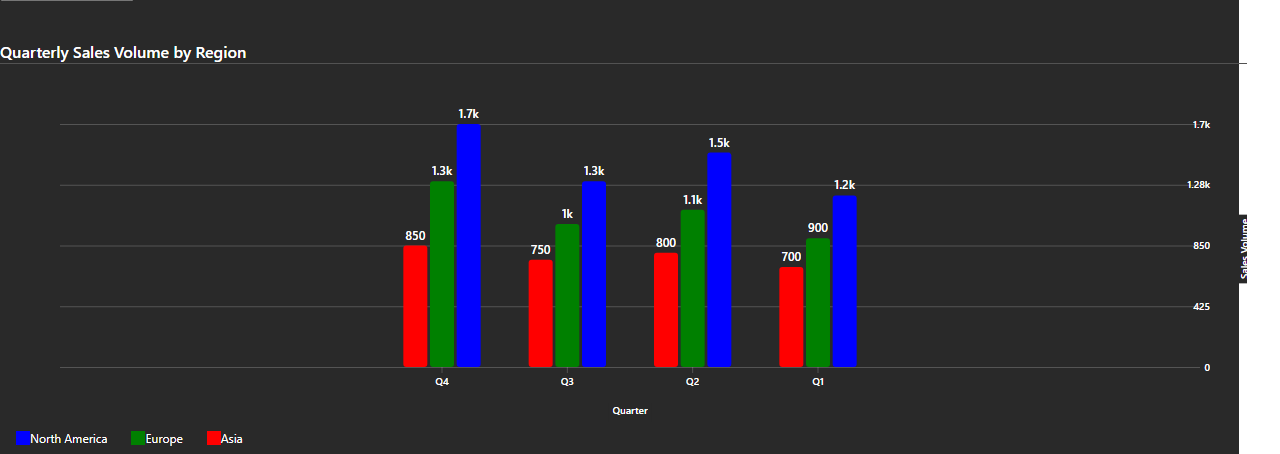 Quarterly Sales Volume by Region
1.7k
1.7k
1.5k
1.3k
1.3k
1.2k
1.28k
1k
1.1k
900
850
750
800
700
850
Sales Volume
425
0
Q4
Q3
Q2
Q1
Quarter
North America
Europe
Asia